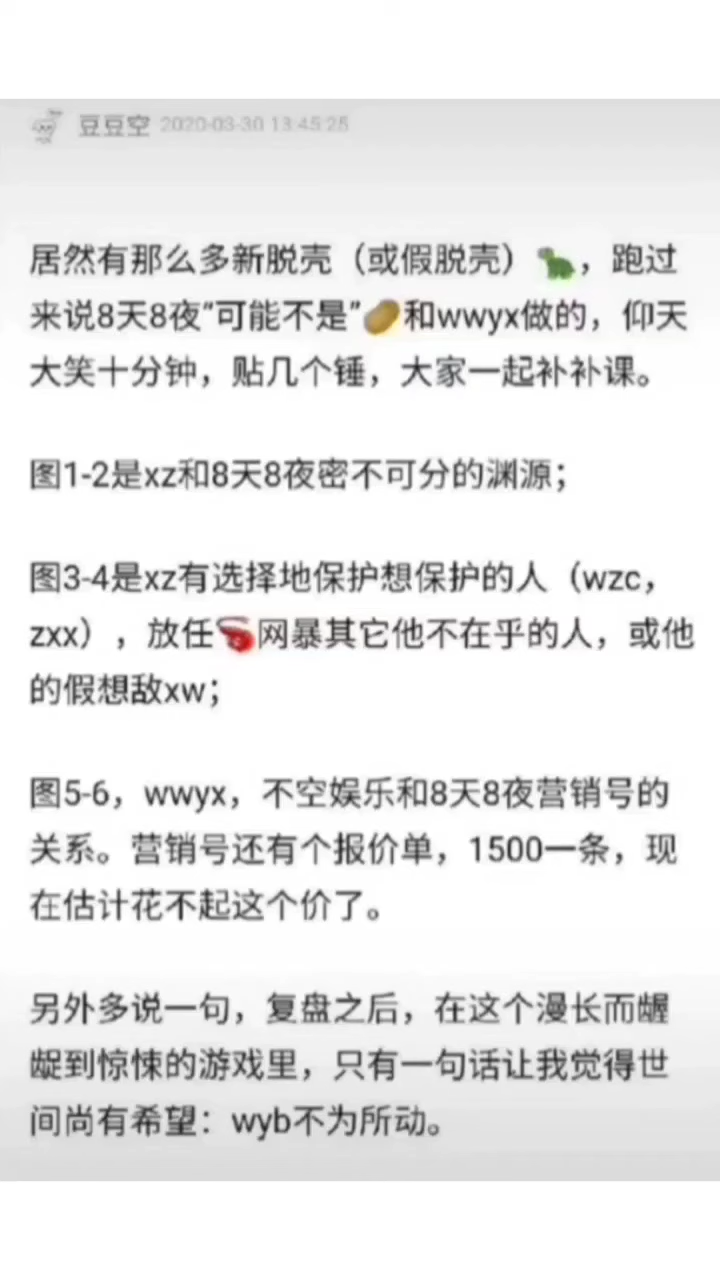 豆豆空 2020-03-30 13:45:25
居然有那么多新脱壳（或假脱壳）🐢，跑过
来说8天8夜“可能不是”🥔和wwyx做的，仰天
大笑十分钟，贴几个锤，大家一起补补课。
图1-2是xz和8天8夜密不可分的渊源；
图3-4是xz有选择地保护想保护的人（wzc，
zxx），放任🦐网暴其它他不在乎的人，或他
的假想敌xw；
图5-6，wwyx，不空娱乐和8天8夜营销号的
关系。营销号还有个报价单，1500一条，现
在估计花不起这个价了。
另外多说一句，复盘之后，在这个漫长而龌
龊到惊悚的游戏里，只有一句话让我觉得世
间尚有希望：wyb不为所动。